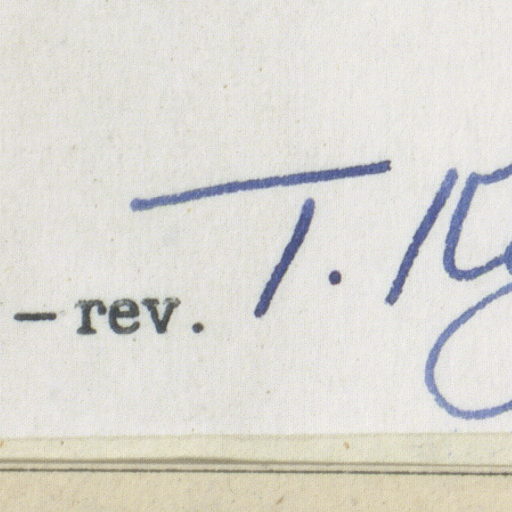 – rev. T.